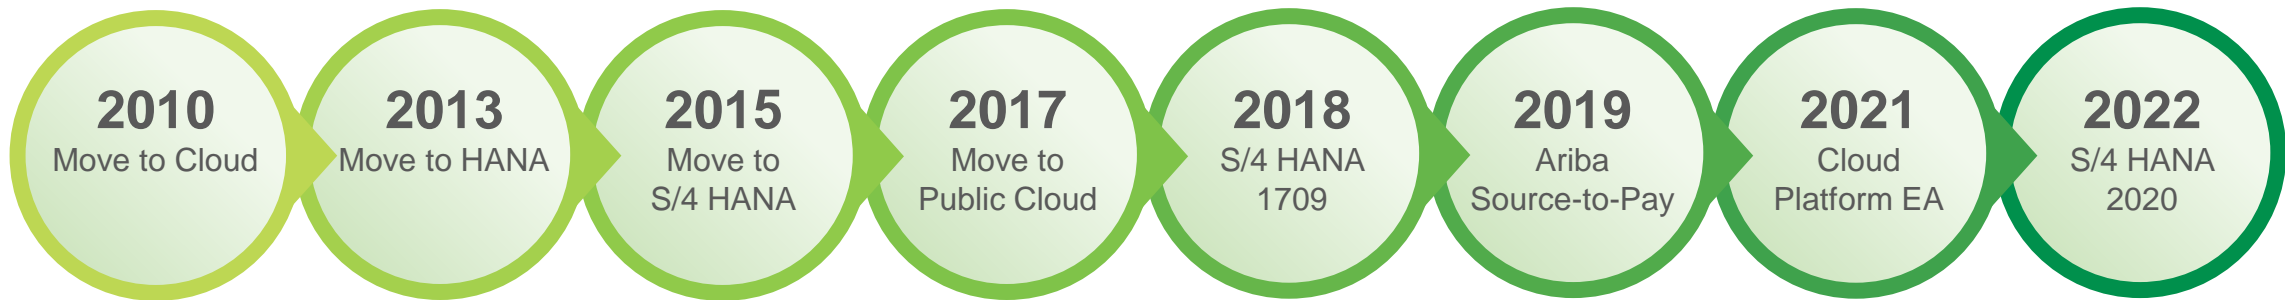 2010
Move to Cloud
2013
Move to HANA
2015
Move to
S/4 HANA
2017
Move to
Public Cloud
2018
S/4 HANA
1709
2019
Ariba
Source-to-Pay
2021
Cloud
Platform EA
2022
S/4 HANA
2020